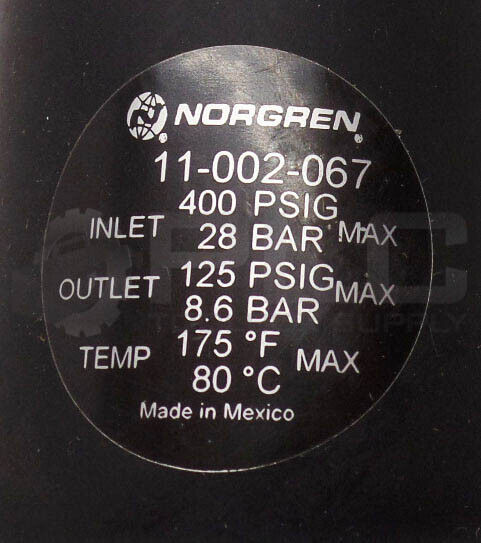 NORGREN®
11-002-067
INLET 400 PSIG MAX
28 BAR
OUTLET 125 PSIG MAX
8.6 BAR
TEMP 175 °F MAX
80 °C
Made in Mexico